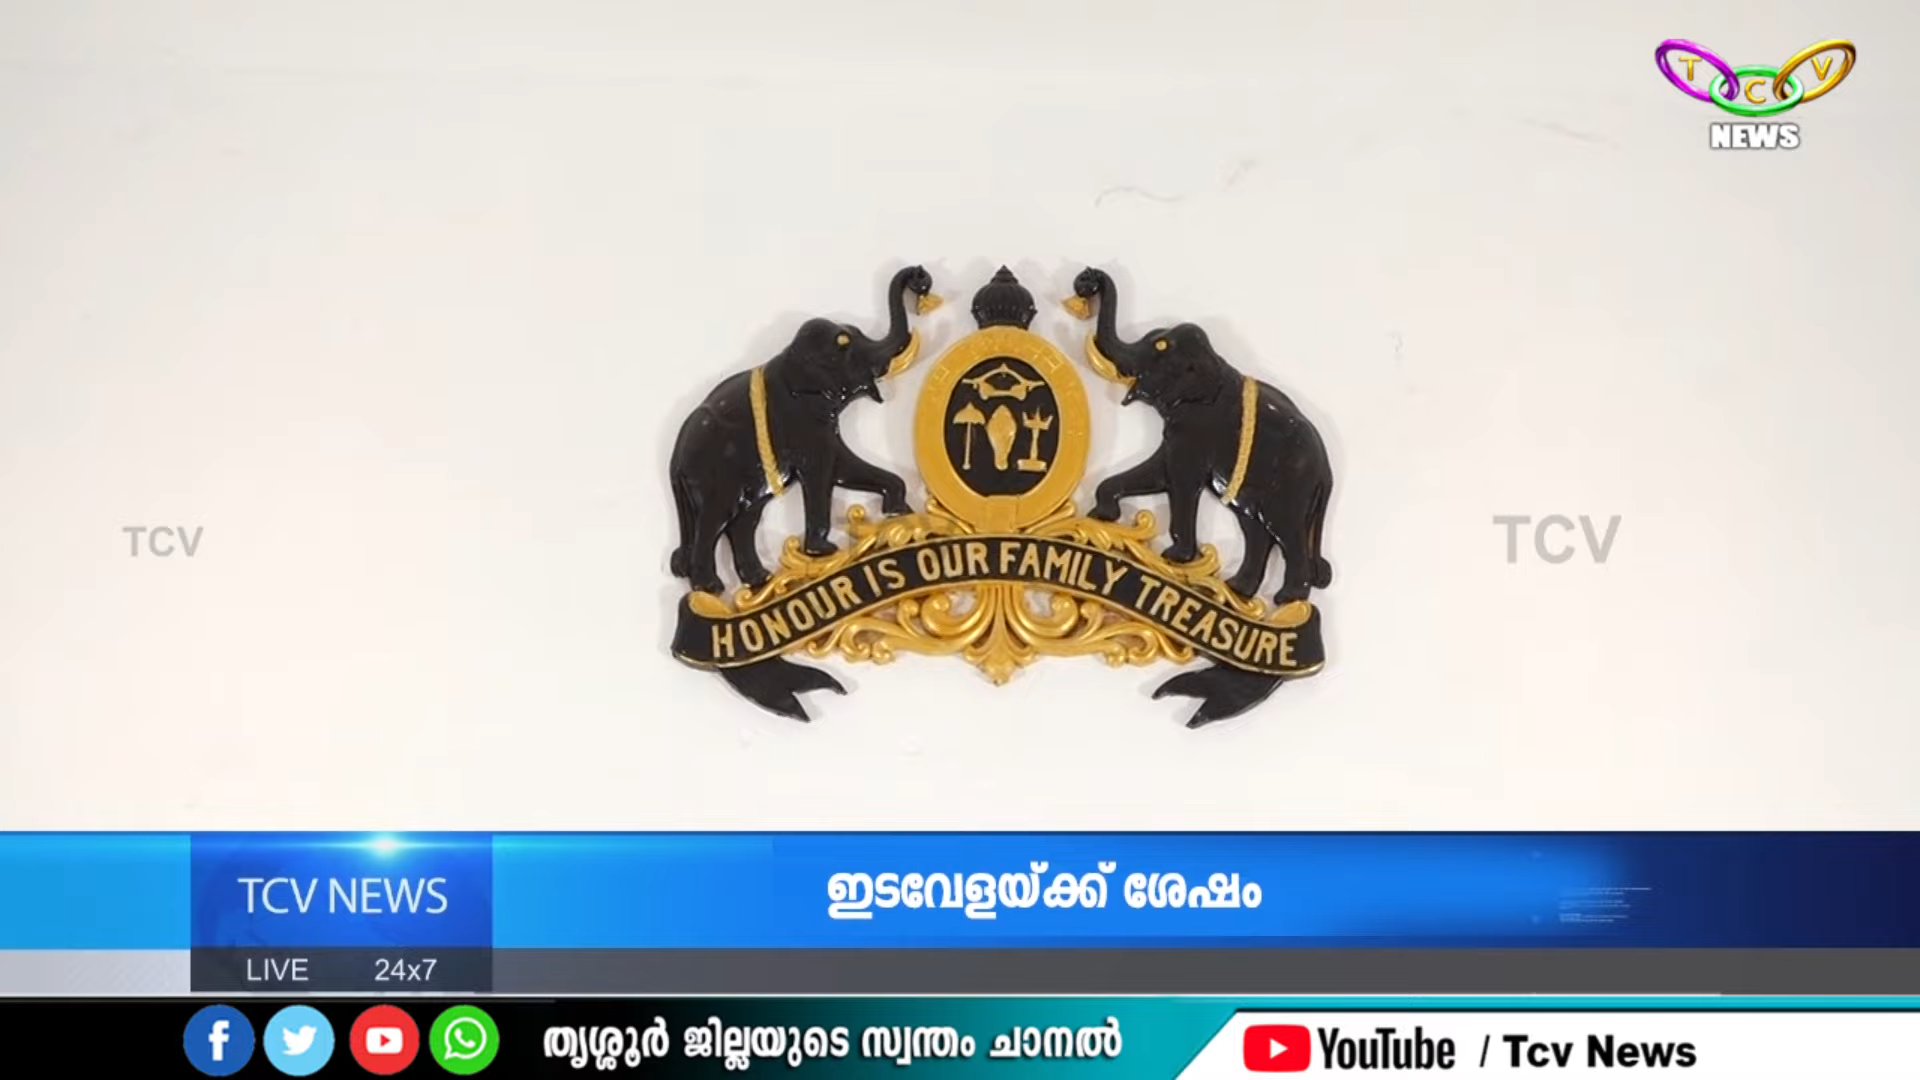 T C V
NEWS
TCV
TCV
TCV
HONOUR IS OUR FAMILY TREASURE
TCV NEWS
ഇടവേളയ്ക്ക് ശേഷം
LIVE 24x7
തൃശ്ശൂർ ജില്ലയുടെ സ്വന്തം ചാനൽ
YouTube / Tcv News